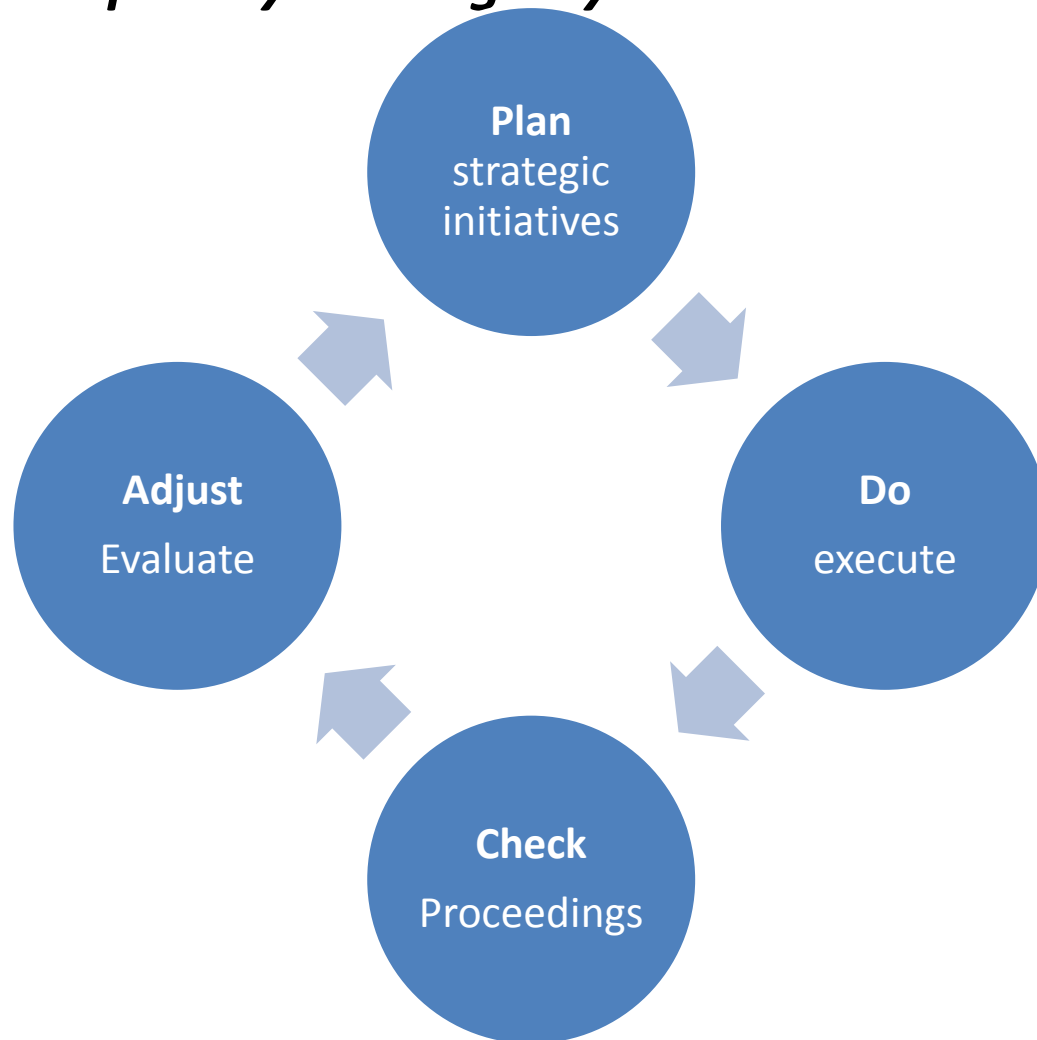 Plan
strategic
initiatives
Do
execute
Check
Proceedings
Adjust
Evaluate